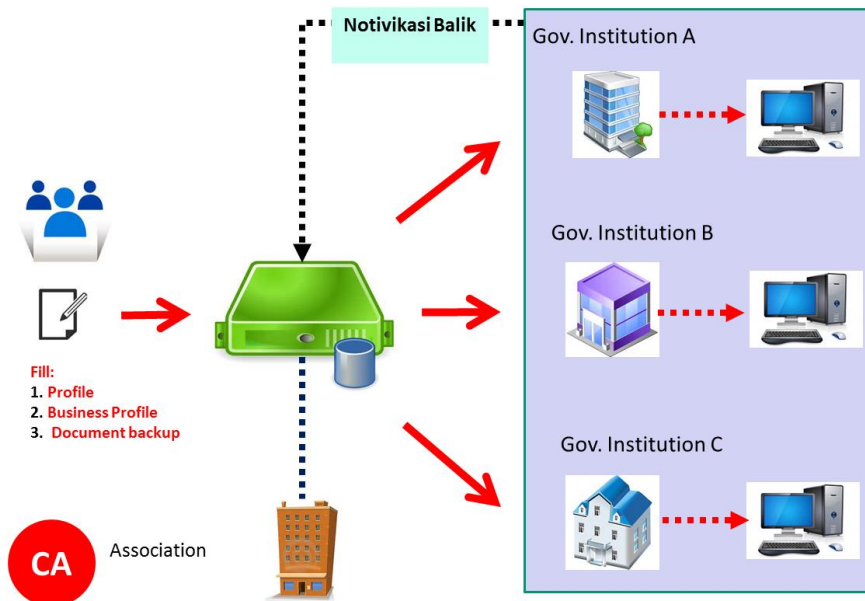 Notivikasi Balik
Gov. Institution A
Gov. Institution B
Fill:
1. Profile
2. Business Profile
3. Document backup
Gov. Institution C
CA
Association